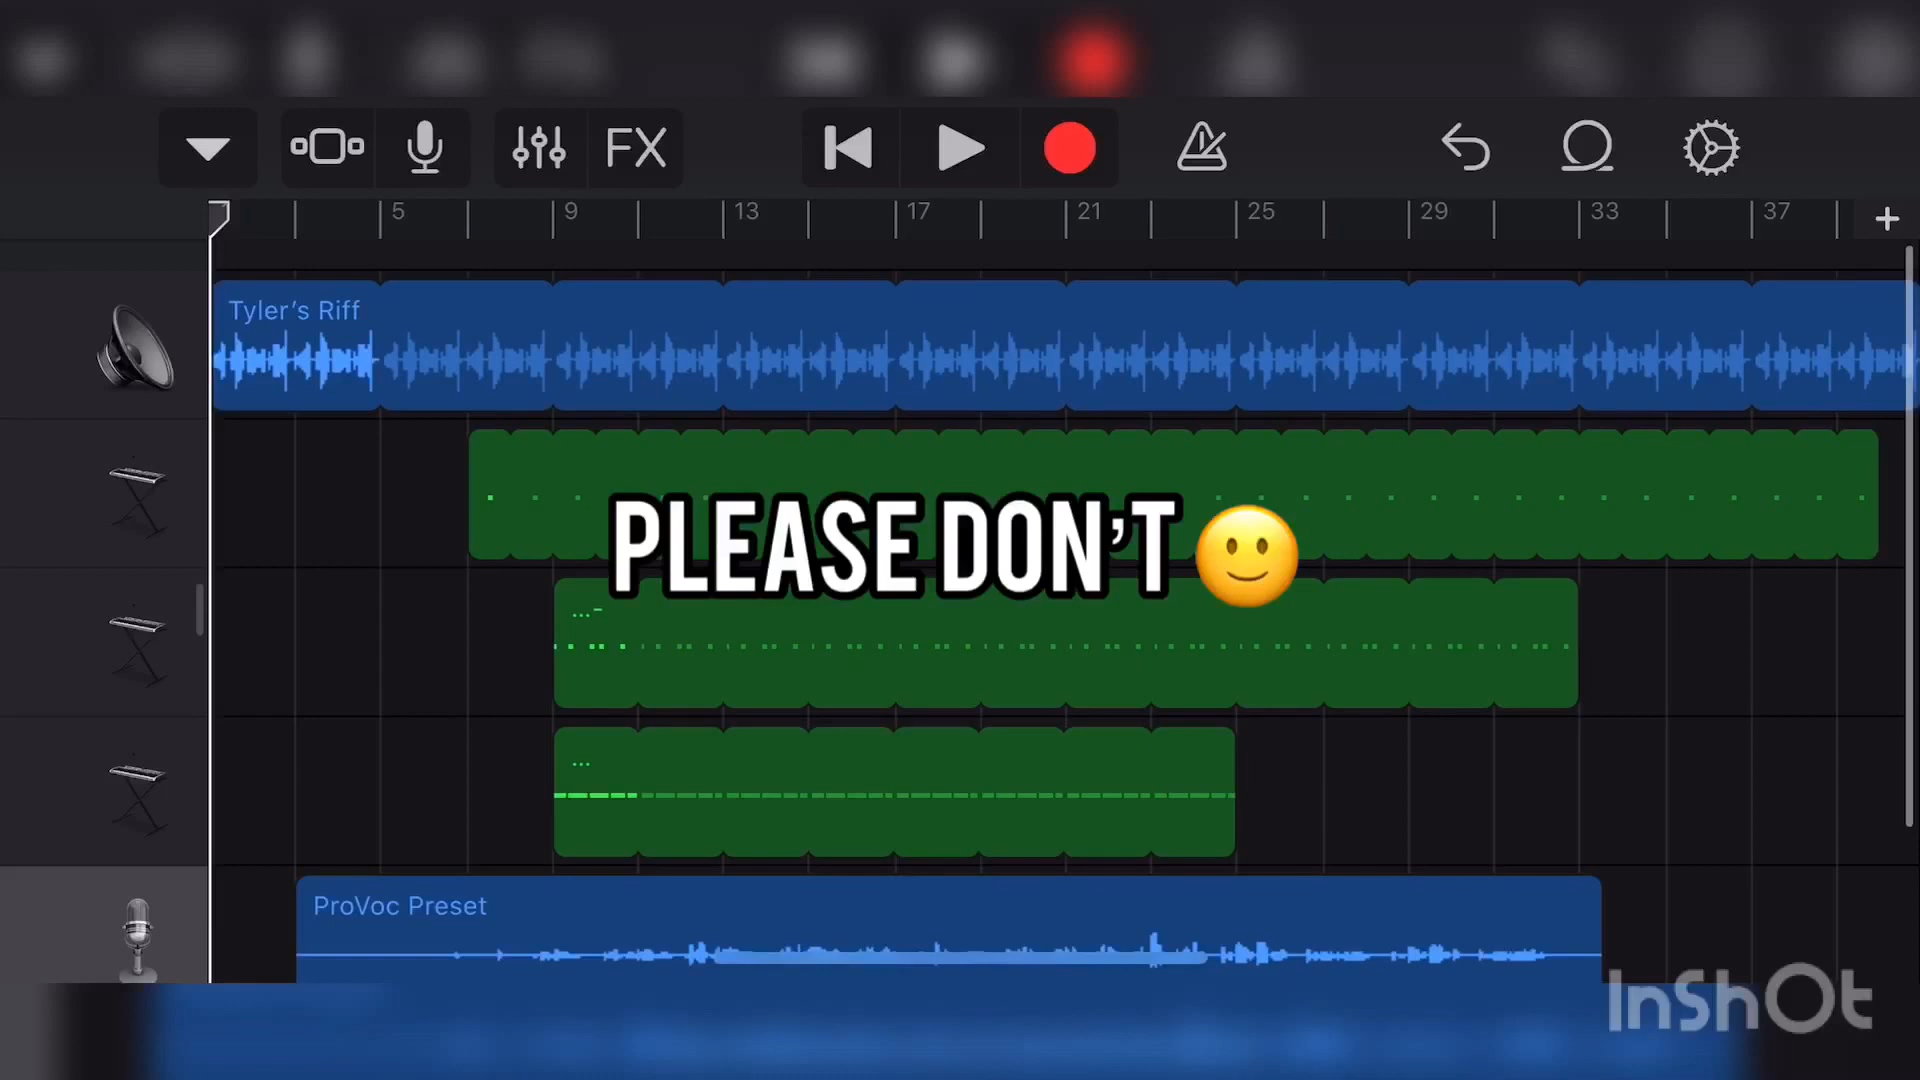 FX
5 9 13 17 21 25 29 33 37 +
Tyler's Riff
PLEASE DON'T 🙂
...-
...
ProVoc Preset
InShOt